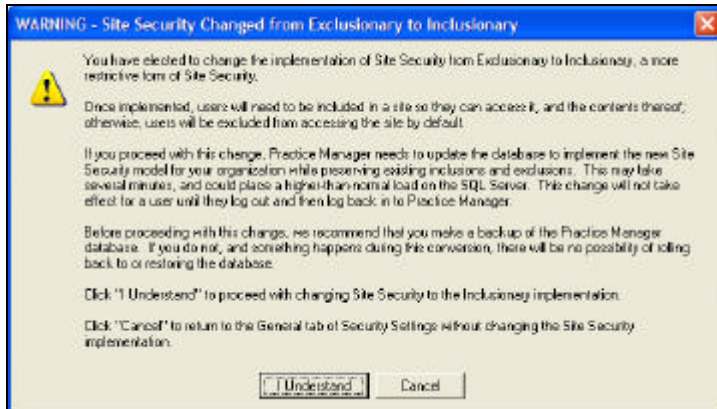 WARNING - Site Security Changed from Exclusionary to Inclusionary
You have elected to change the implementation of Site Security from Exclusionary to Inclusionary, a more
restrictive form of Site Security.
Once implemented, users will need to be included in a site so they can access it, and the contents thereof;
otherwise, users will be excluded from accessing the site by default.
If you proceed with this change, Practice Manager needs to update the database to implement the new Site
Security model for your organization while preserving existing inclusions and exclusions. This may take
several minutes, and could place a higher-than-normal load on the SQL Server. This change will not take
effect for a user until they log out and then log back in to Practice Manager.
Before proceeding with this change, we recommend that you make a backup of the Practice Manager
database. If you do not, and something happens during this conversion, there will be no possibility of rolling
back to or restoring the database.
Click "I Understand" to proceed with changing Site Security to the Inclusionary implementation.
Click "Cancel" to return to the General tab of Security Settings without changing the Site Security
implementation.
I Understand
Cancel